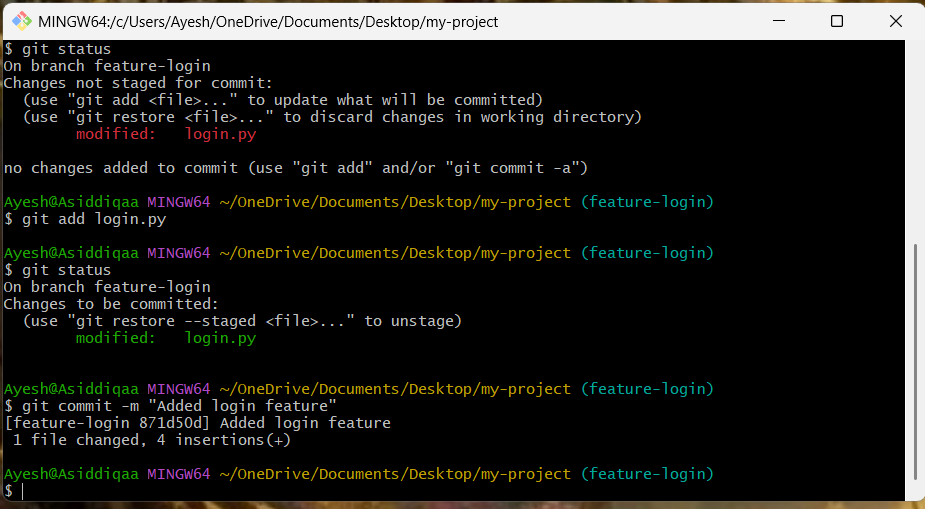 MINGW64:/c/Users/Ayesh/OneDrive/Documents/Desktop/my-project
$ git status
On branch feature-login
Changes not staged for commit:
  (use "git add <file>..." to update what will be committed)
  (use "git restore <file>..." to discard changes in working directory)
        modified:   login.py

no changes added to commit (use "git add" and/or "git commit -a")

Ayesh@Asiddiqaa MINGW64 ~/OneDrive/Documents/Desktop/my-project (feature-login)
$ git add login.py

Ayesh@Asiddiqaa MINGW64 ~/OneDrive/Documents/Desktop/my-project (feature-login)
$ git status
On branch feature-login
Changes to be committed:
  (use "git restore --staged <file>..." to unstage)
        modified:   login.py


Ayesh@Asiddiqaa MINGW64 ~/OneDrive/Documents/Desktop/my-project (feature-login)
$ git commit -m "Added login feature"
[feature-login 871d50d] Added login feature
 1 file changed, 4 insertions(+)

Ayesh@Asiddiqaa MINGW64 ~/OneDrive/Documents/Desktop/my-project (feature-login)
$